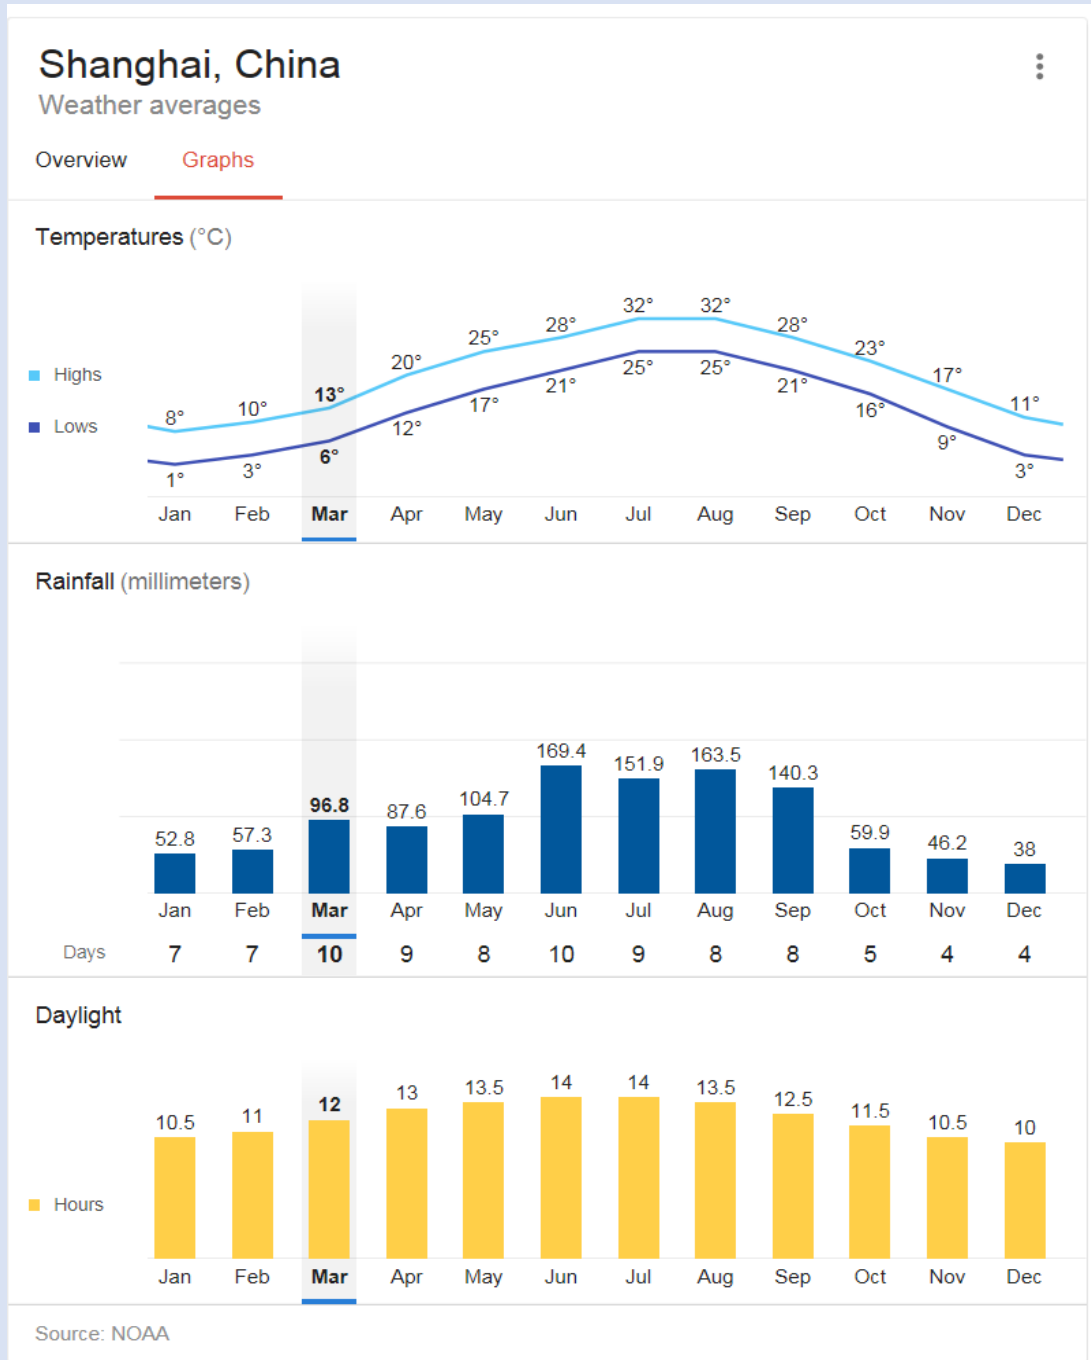 Shanghai, China
Weather averages
Overview Graphs
Temperatures (°C)
Highs
Lows
8° 10° 13° 20° 25° 28° 32° 32° 28° 23° 17° 11°
1° 3° 6° 12° 17° 21° 25° 25° 21° 16° 9° 3°
Jan Feb Mar Apr May Jun Jul Aug Sep Oct Nov Dec
Rainfall (millimeters)
52.8 57.3 96.8 87.6 104.7 169.4 151.9 163.5 140.3 59.9 46.2 38
Jan Feb Mar Apr May Jun Jul Aug Sep Oct Nov Dec
Days 7 7 10 9 8 10 9 8 8 5 4 4
Daylight
10.5 11 12 13 13.5 14 14 13.5 12.5 11.5 10.5 10
Hours
Jan Feb Mar Apr May Jun Jul Aug Sep Oct Nov Dec
Source: NOAA